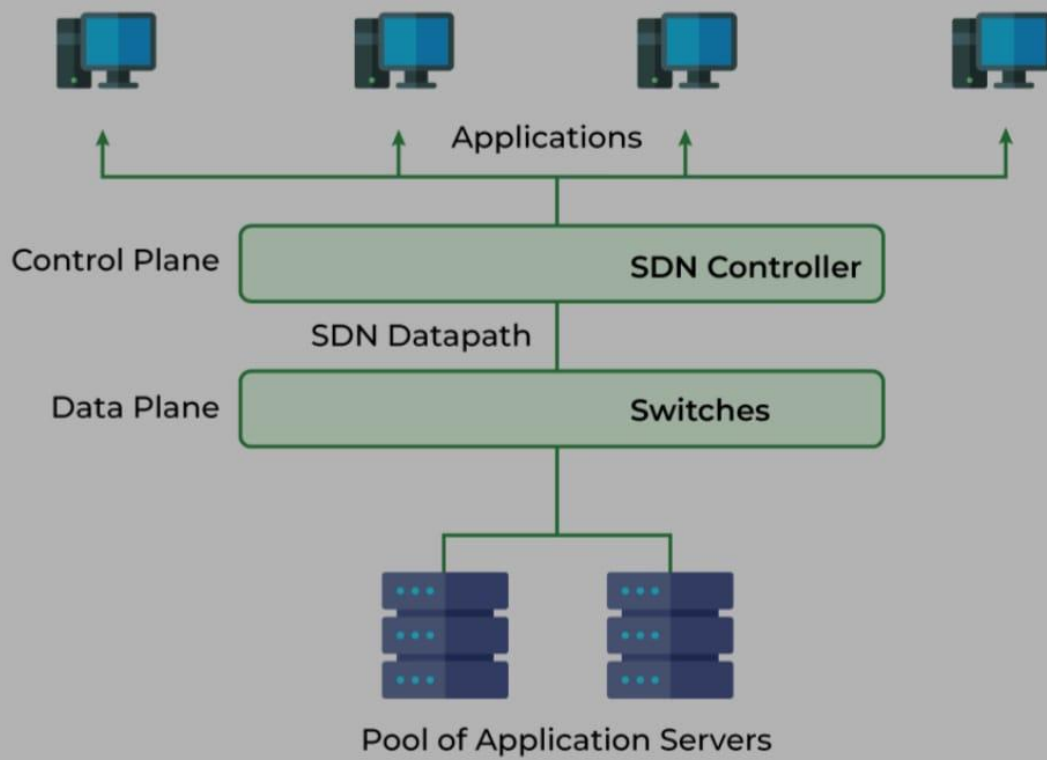 Applications
Control Plane
SDN Controller
SDN Datapath
Data Plane
Switches
Pool of Application Servers